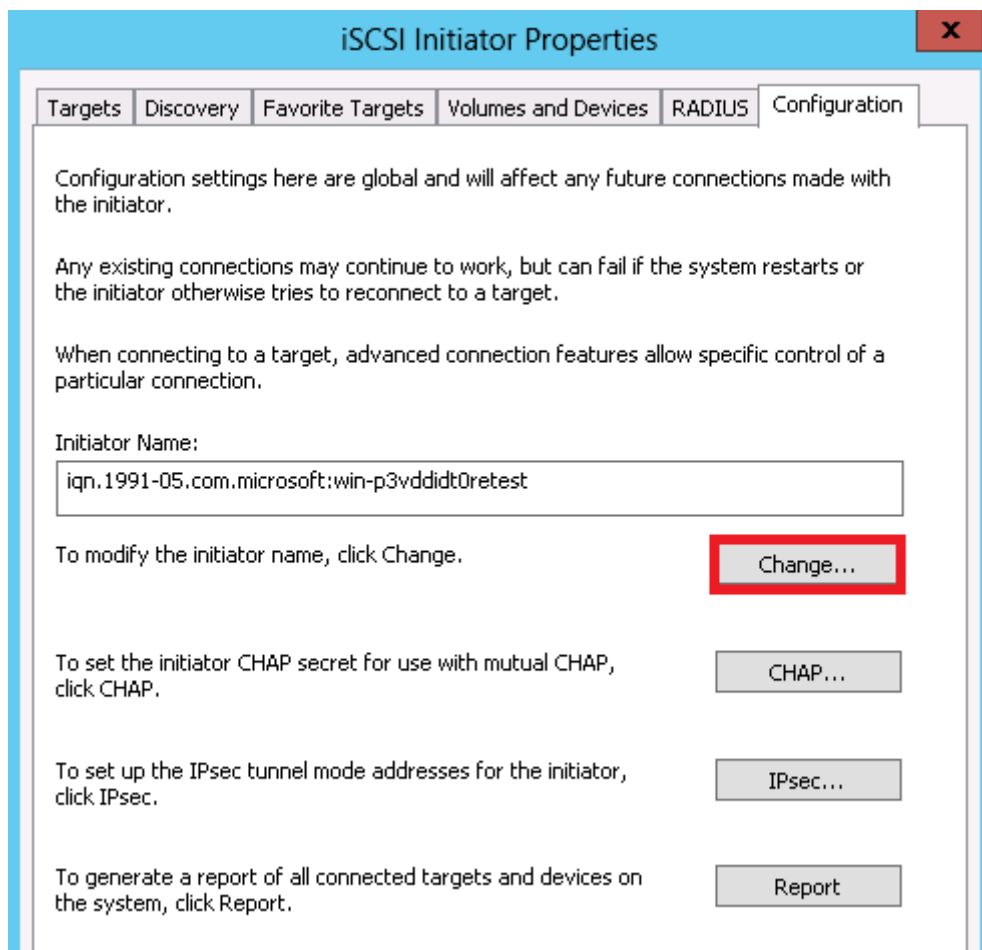 iSCSI Initiator Properties
x
Targets Discovery Favorite Targets Volumes and Devices RADIUS Configuration
Configuration settings here are global and will affect any future connections made with
the initiator.
Any existing connections may continue to work, but can fail if the system restarts or
the initiator otherwise tries to reconnect to a target.
When connecting to a target, advanced connection features allow specific control of a
particular connection.
Initiator Name:
iqn.1991-05.com.microsoft:win-p3vddidt0retest
To modify the initiator name, click Change.
Change...
To set the initiator CHAP secret for use with mutual CHAP,
click CHAP.
CHAP...
To set up the IPsec tunnel mode addresses for the initiator,
click IPsec.
IPsec...
To generate a report of all connected targets and devices on
the system, click Report.
Report